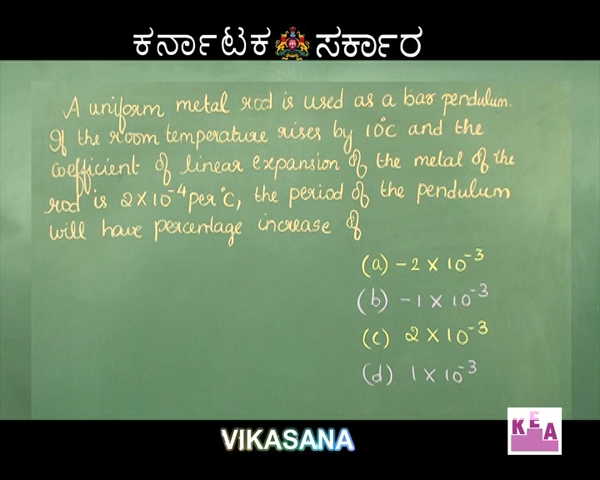 ಕರ್ನಾಟಕ ಸರ್ಕಾರ
A uniform metal rod is used as a bar pendulum.
If the room temperature rises by 10°C and the
coefficient of linear expansion of the metal of the
rod is 2 × 10⁻⁴ per °C, the period of the pendulum
will have percentage increase of
(a) -2 × 10⁻³
(b) -1 × 10⁻³
(c) 2 × 10⁻³
(d) 1 × 10⁻³
VIKASANA
KEA